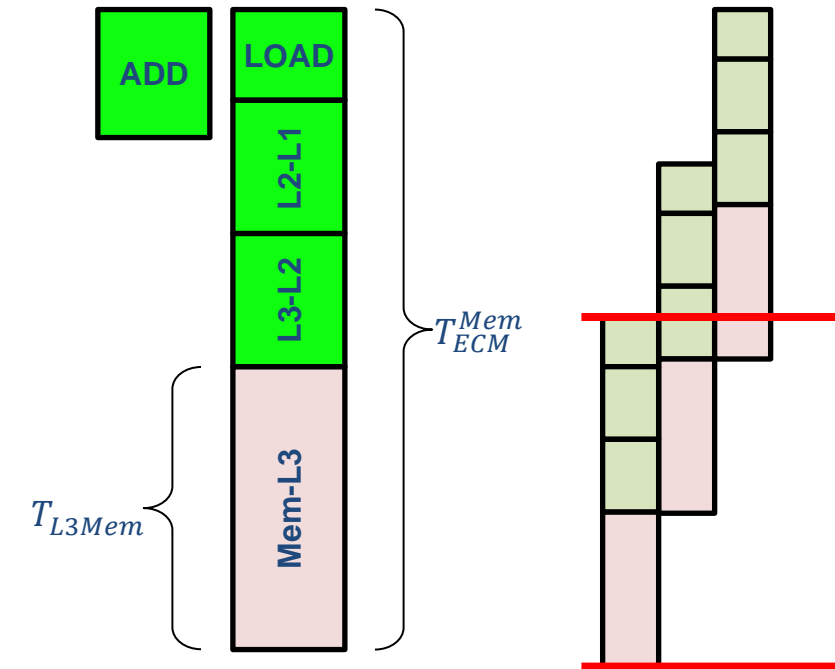 ADD
LOAD
L2-L1
L3-L2
Mem-L3
T_{L3Mem}
T_{ECM}^{Mem}